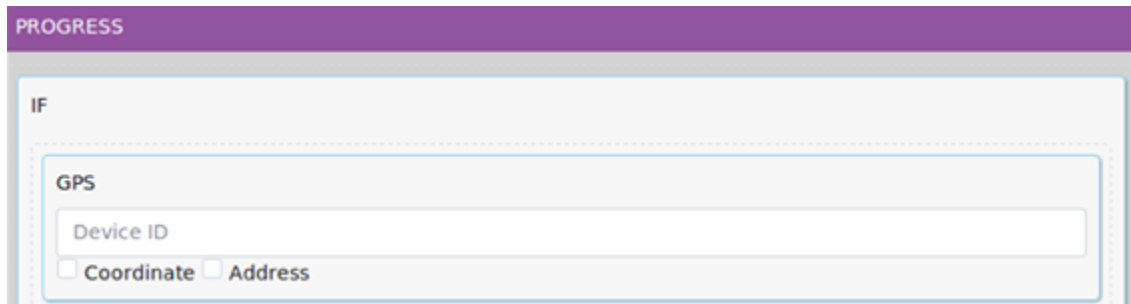 PROGRESS
IF
GPS
Device ID
Coordinate Address